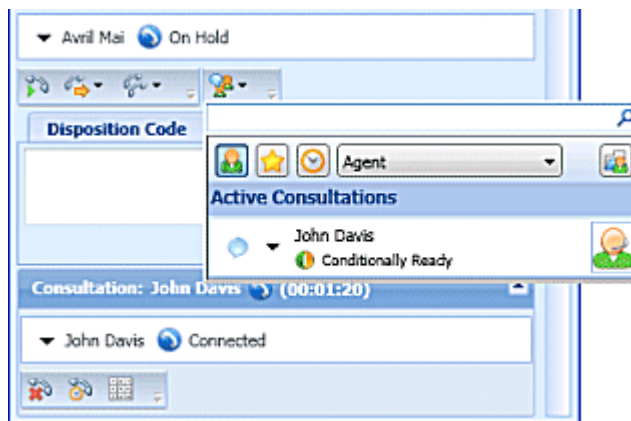 Avril Mai On Hold
Disposition Code
Agent
Active Consultations
John Davis
Conditionally Ready
Consultation: John Davis (00:01:20)
John Davis Connected